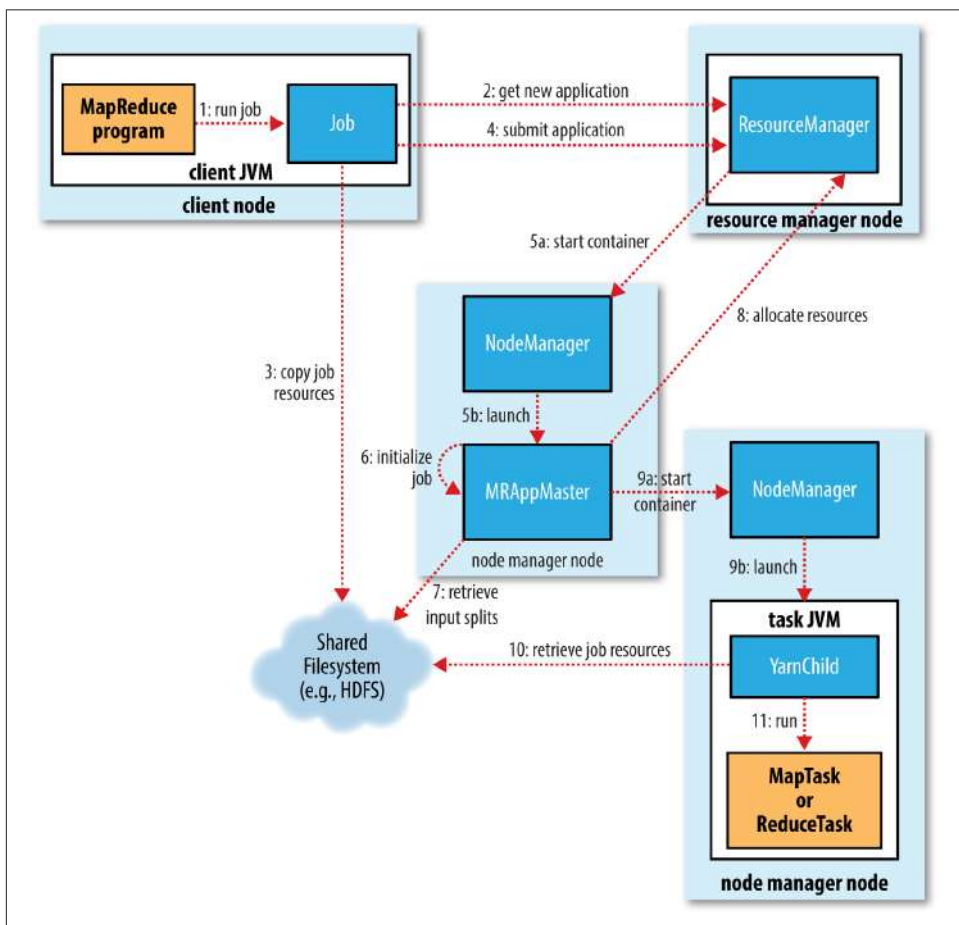 MapReduce
program
1: run job
Job
client JVM
client node
2: get new application
4: submit application
ResourceManager
resource manager node
5a: start container
8: allocate resources
3: copy job
resources
NodeManager
5b: launch
6: initialize
job
MRAppMaster
node manager node
9a: start
container
NodeManager
9b: launch
7: retrieve
input splits
Shared
Filesystem
(e.g., HDFS)
10: retrieve job resources
task JVM
YarnChild
11: run
MapTask
or
ReduceTask
node manager node